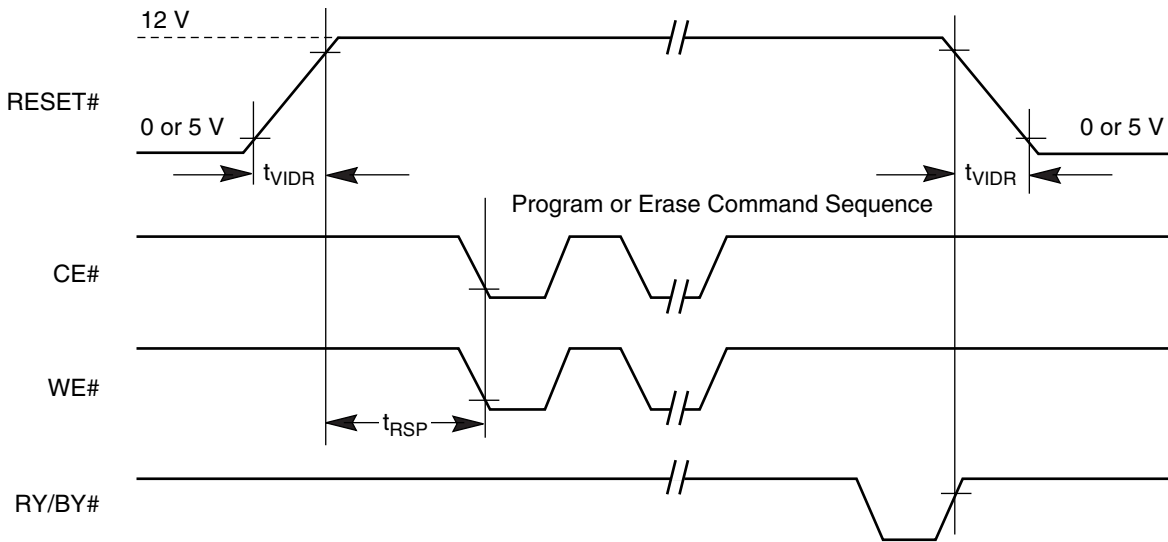 12 V
RESET#
0 or 5 V
0 or 5 V
tVIDR
tVIDR
Program or Erase Command Sequence
CE#
WE#
tRSP
RY/BY#